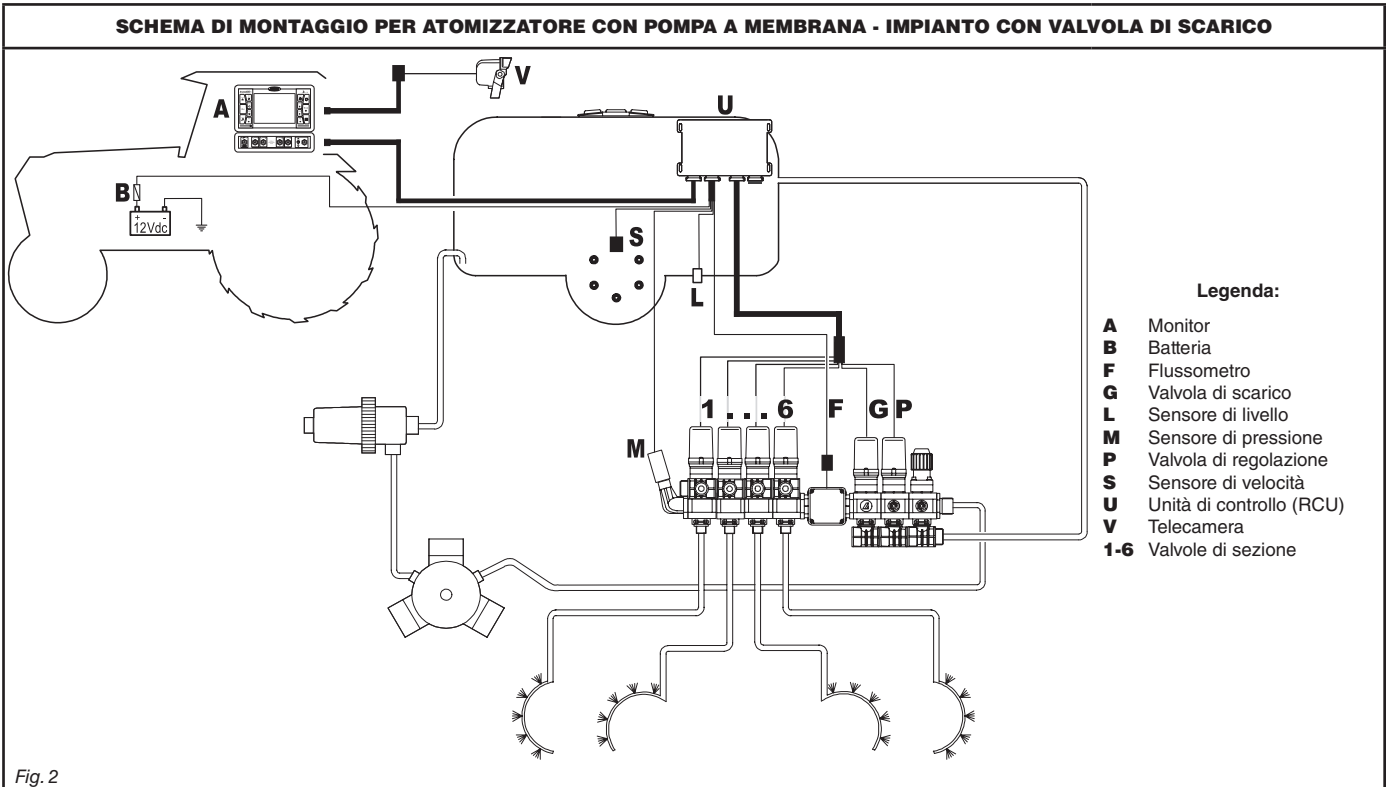 SCHEMA DI MONTAGGIO PER ATOMIZZATORE CON POMPA A MEMBRANA - IMPIANTO CON VALVOLA DI SCARICO
V
A
U
B
+ -
12Vdc
S
L
1 . . . 6 F G P
M
Legenda:
A Monitor
B Batteria
F Flussometro
G Valvola di scarico
L Sensore di livello
M Sensore di pressione
P Valvola di regolazione
S Sensore di velocità
U Unità di controllo (RCU)
V Telecamera
1-6 Valvole di sezione
Fig. 2